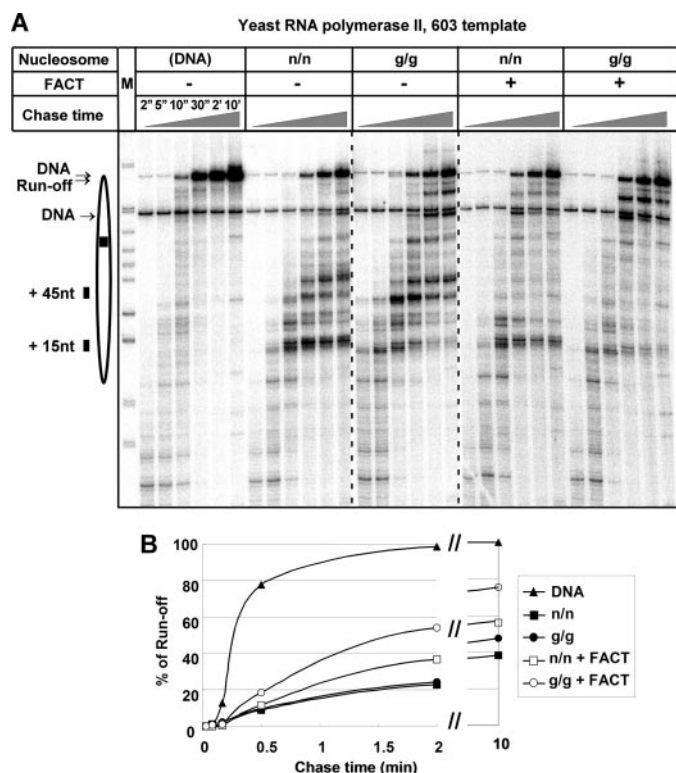 A
Yeast RNA polymerase II, 603 template
Nucleosome (DNA) n/n g/g n/n g/g
FACT M - - - + +
Chase time 2" 5" 10" 30" 2' 10'
DNA
Run-off
DNA
+ 45nt
+ 15nt
B
% of Run-off
100
80
60
40
20
0
0 0.5 1 1.5 2 10
Chase time (min)
DNA
n/n
g/g
n/n + FACT
g/g + FACT